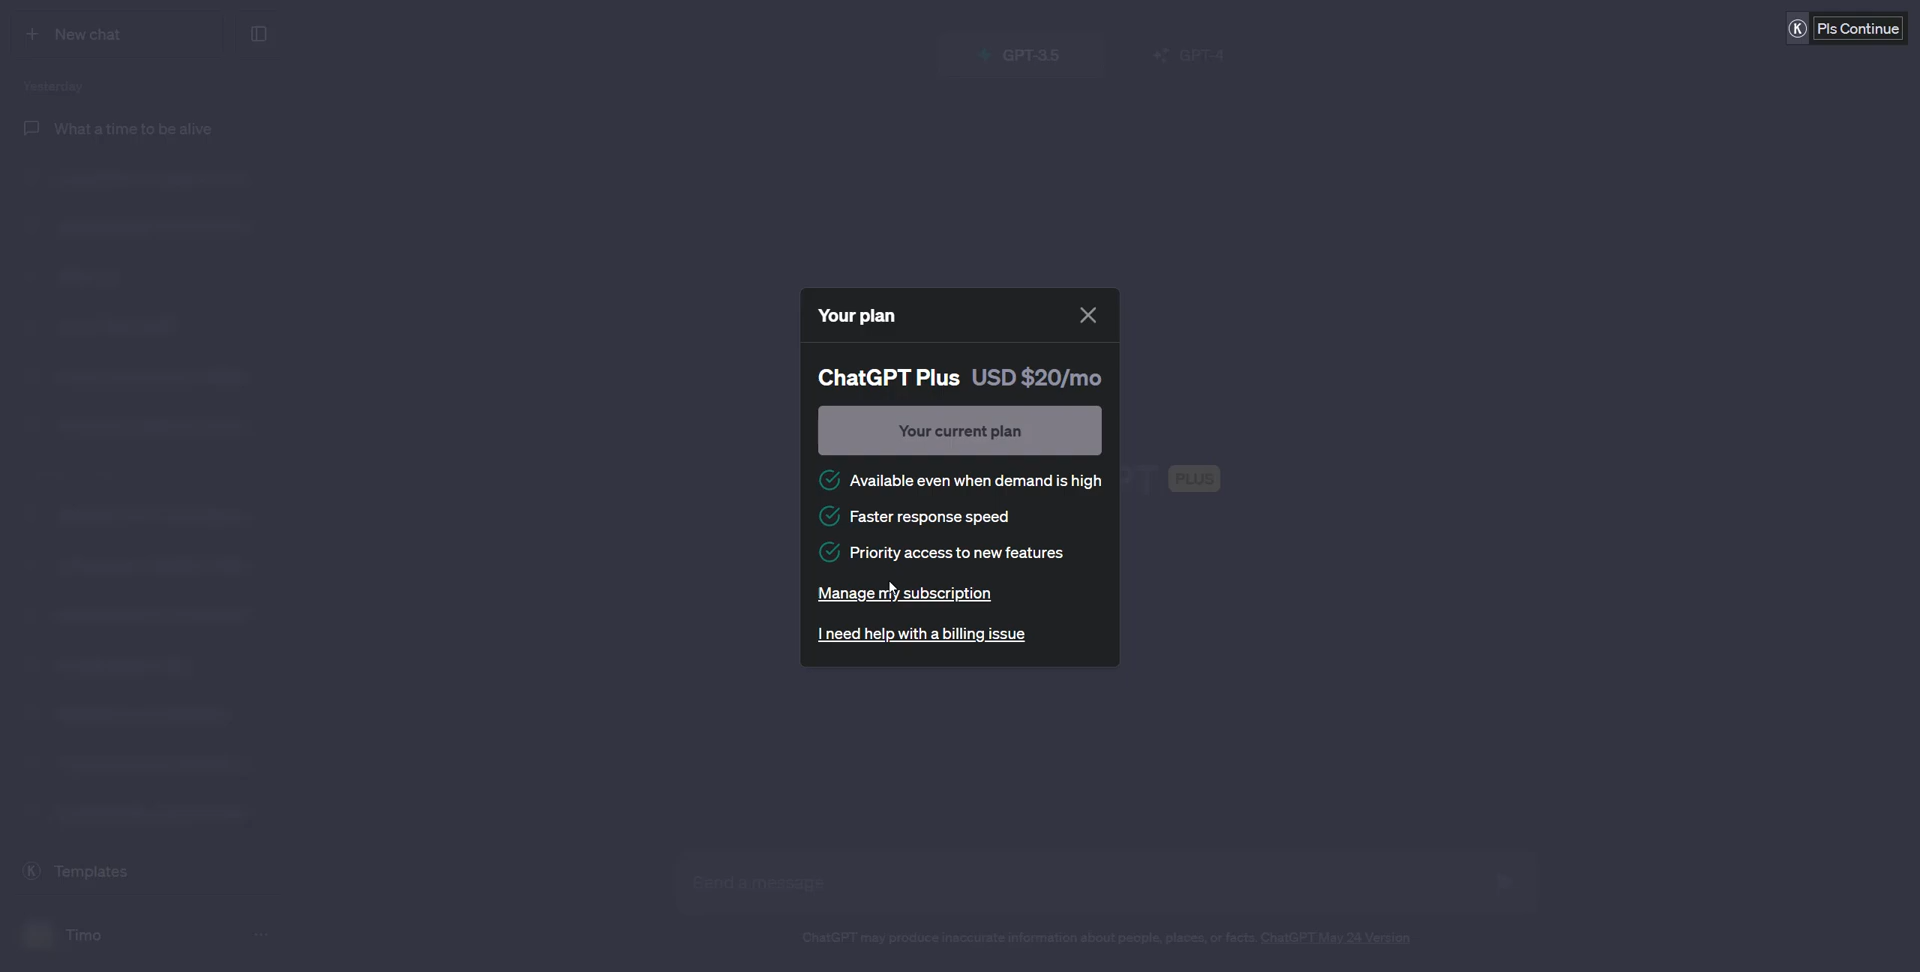 New chat
Yesterday
What a time to be alive
Templates
Timo
GPT-3.5
GPT-4
K Pls Continue
Your plan
ChatGPT Plus USD $20/mo
Your current plan
Available even when demand is high
Faster response speed
Priority access to new features
Manage my subscription
I need help with a billing issue
PT PLUS
Send a message
ChatGPT may produce inaccurate information about people, places, or facts. ChatGPT May 24 Version